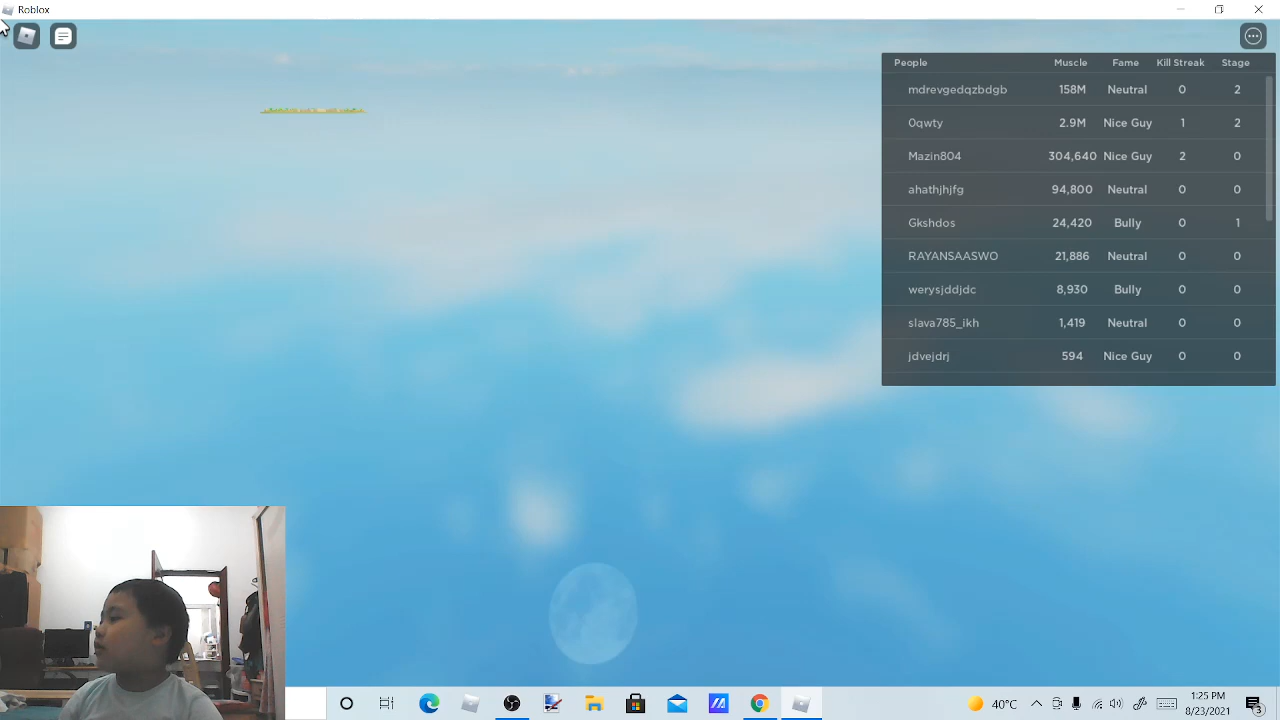 Roblox
People Muscle Fame Kill Streak Stage
mdrevgedqzbdgb 158M Neutral 0 2
0qwty 2.9M Nice Guy 1 2
Mazin804 304,640 Nice Guy 2 0
ahathjhjfg 94,800 Neutral 0 0
Gkshdos 24,420 Bully 0 1
RAYANSAASWO 21,886 Neutral 0 0
werysjddjdc 8,930 Bully 0 0
slava785_ikh 1,419 Neutral 0 0
jdvejdrj 594 Nice Guy 0 0
40°C 1:25 PM
8/23/2021 3